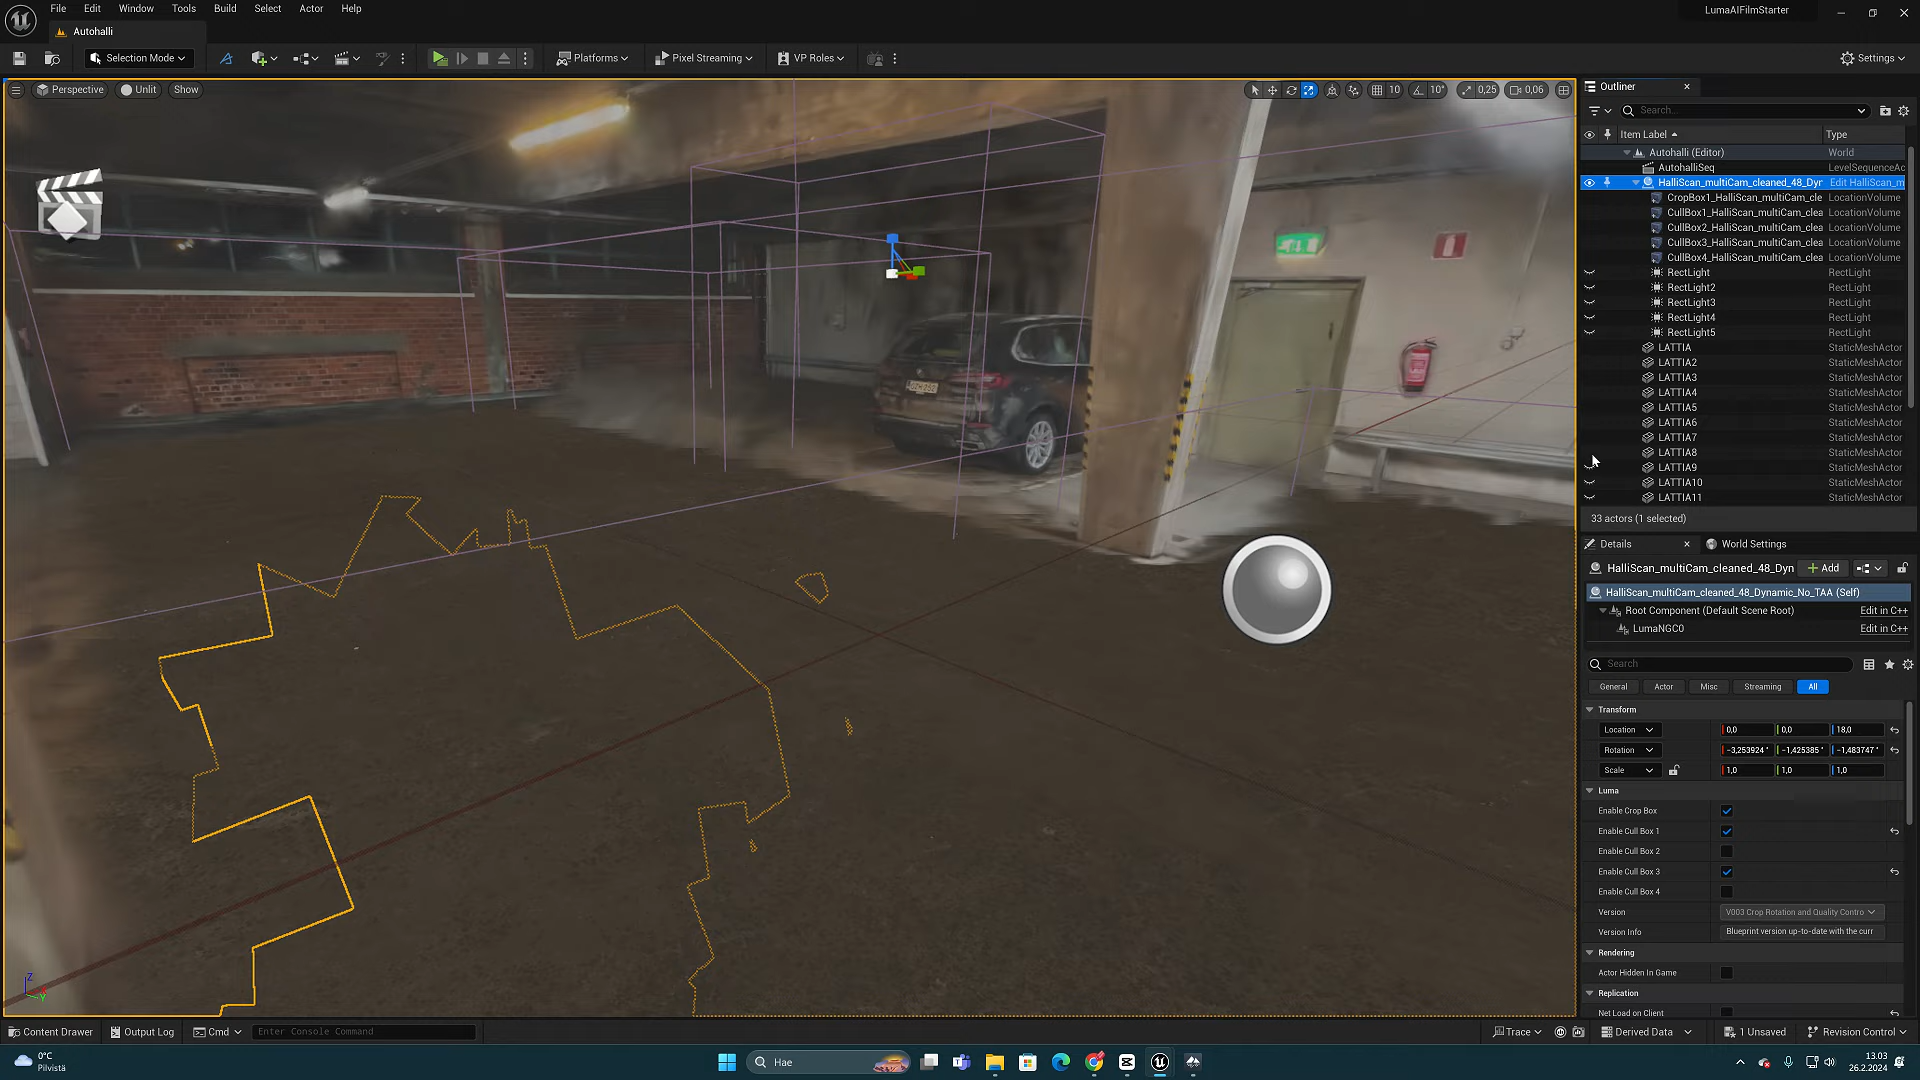 File Edit Window Tools Build Select Actor Help
LumaAIFilmStarter
Autohalli
Selection Mode
Platforms
Pixel Streaming
VP Roles
Settings
Perspective
Unlit
Show
10
10°
0,25
0,06
Outliner
Search...
Item Label
Type
Autohalli (Editor) World
AutohalliSeq LevelSequenceAc
HalliScan_multiCam_cleaned_48_Dyr Edit HalliScan_m
CropBox1_HalliScan_multiCam_cle LocationVolume
CullBox1_HalliScan_multiCam_clea LocationVolume
CullBox2_HalliScan_multiCam_clea LocationVolume
CullBox3_HalliScan_multiCam_clea LocationVolume
CullBox4_HalliScan_multiCam_clea LocationVolume
RectLight RectLight
RectLight2 RectLight
RectLight3 RectLight
RectLight4 RectLight
RectLight5 RectLight
LATTIA StaticMeshActor
LATTIA2 StaticMeshActor
LATTIA3 StaticMeshActor
LATTIA4 StaticMeshActor
LATTIA5 StaticMeshActor
LATTIA6 StaticMeshActor
LATTIA7 StaticMeshActor
LATTIA8 StaticMeshActor
LATTIA9 StaticMeshActor
LATTIA10 StaticMeshActor
LATTIA11 StaticMeshActor
33 actors (1 selected)
Details
World Settings
HalliScan_multiCam_cleaned_48_Dyn
+ Add
HalliScan_multiCam_cleaned_48_Dynamic_No_TAA (Self)
Root Component (Default Scene Root) Edit in C++
LumaNGC0 Edit in C++
Search
General Actor Misc Streaming All
Transform
Location 0,0 0,0 18,0
Rotation -3,253924 ° -1,425385 ° -1,483747 °
Scale 1,0 1,0 1,0
Luma
Enable Crop Box
Enable Cull Box 1
Enable Cull Box 2
Enable Cull Box 3
Enable Cull Box 4
Version V003 Crop Rotation and Quality Contro
Version Info Blueprint version up-to-date with the curr
Rendering
Actor Hidden In Game
Replication
Net Load on Client
Z
Y
Content Drawer
Output Log
Cmd
Enter Console Command
Trace
Derived Data
1 Unsaved
Revision Control
0°C
Pilvistä
Hae
13.03
26.2.2024